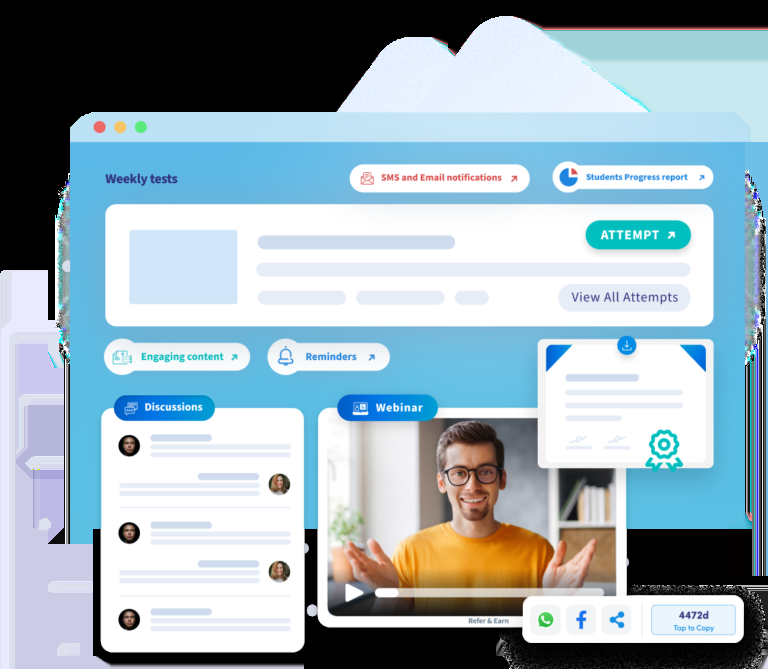 Weekly tests
SMS and Email notifications
Students Progress report
ATTEMPT
View All Attempts
Engaging content
Reminders
Discussions
Webinar
Refer & Earn
4472d
Tap to Copy